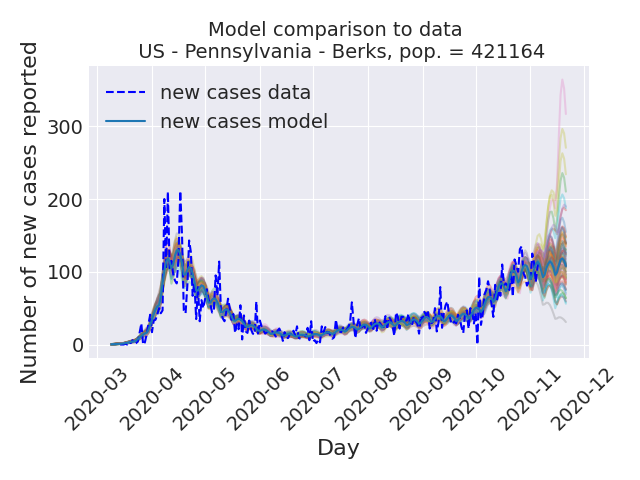 Model comparison to data
US - Pennsylvania - Berks, pop. = 421164
new cases data
new cases model
Number of new cases reported
300
200
100
0
2020-03
2020-04
2020-05
2020-06
2020-07
2020-08
2020-09
2020-10
2020-11
2020-12
Day